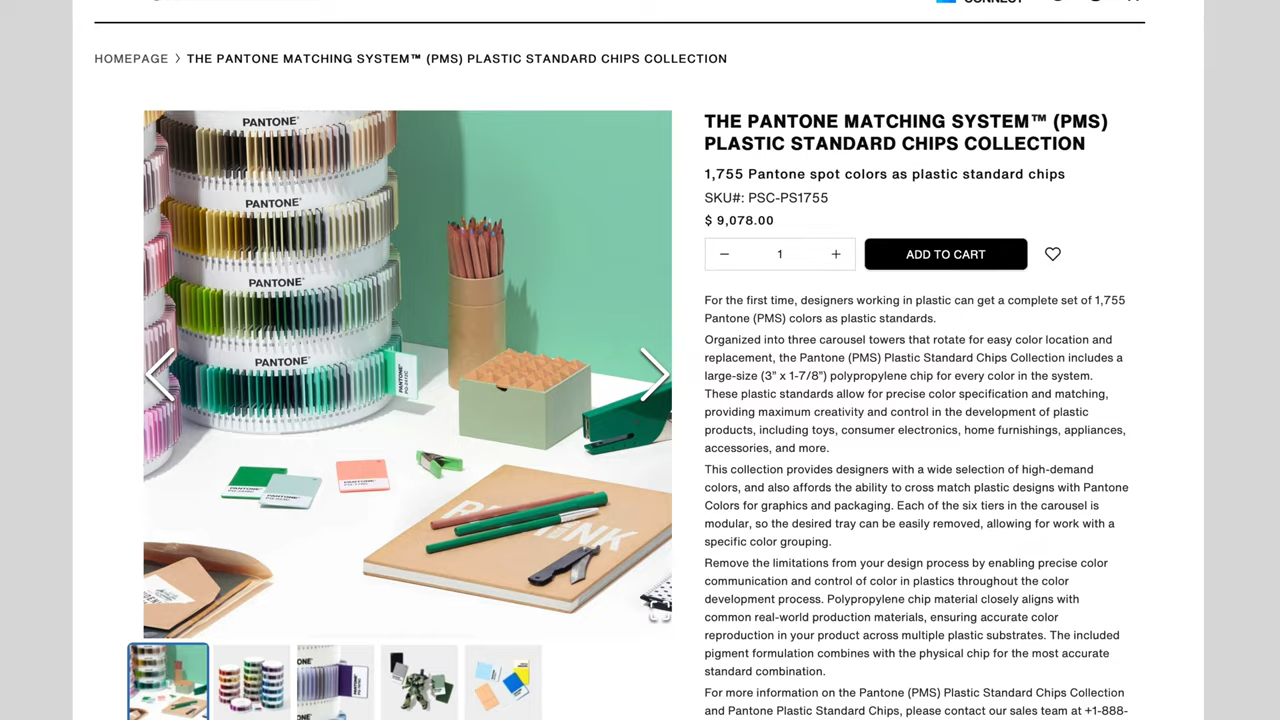 HOMEPAGE > THE PANTONE MATCHING SYSTEM™ (PMS) PLASTIC STANDARD CHIPS COLLECTION
PANTONE®
PANTONE®
PANTONE®
PANTONE®
THE PANTONE MATCHING SYSTEM™ (PMS)
PLASTIC STANDARD CHIPS COLLECTION
1,755 Pantone spot colors as plastic standard chips
SKU#: PSC-PS1755
$ 9,078.00
− 1 +
ADD TO CART
For the first time, designers working in plastic can get a complete set of 1,755
Pantone (PMS) colors as plastic standards.
Organized into three carousel towers that rotate for easy color location and
replacement, the Pantone (PMS) Plastic Standard Chips Collection includes a
large-size (3" x 1-7/8") polypropylene chip for every color in the system.
These plastic standards allow for precise color specification and matching,
providing maximum creativity and control in the development of plastic
products, including toys, consumer electronics, home furnishings, appliances,
accessories, and more.
This collection provides designers with a wide selection of high-demand
colors, and also affords the ability to cross match plastic designs with Pantone
Colors for graphics and packaging. Each of the six tiers in the carousel is
modular, so the desired tray can be easily removed, allowing for work with a
specific color grouping.
Remove the limitations from your design process by enabling precise color
communication and control of color in plastics throughout the color
development process. Polypropylene chip material closely aligns with
common real-world production materials, ensuring accurate color
reproduction in your product across multiple plastic substrates. The included
pigment formulation combines with the physical chip for the most accurate
standard combination.
For more information on the Pantone (PMS) Plastic Standard Chips Collection
and Pantone Plastic Standard Chips, please contact our sales team at +1-888-